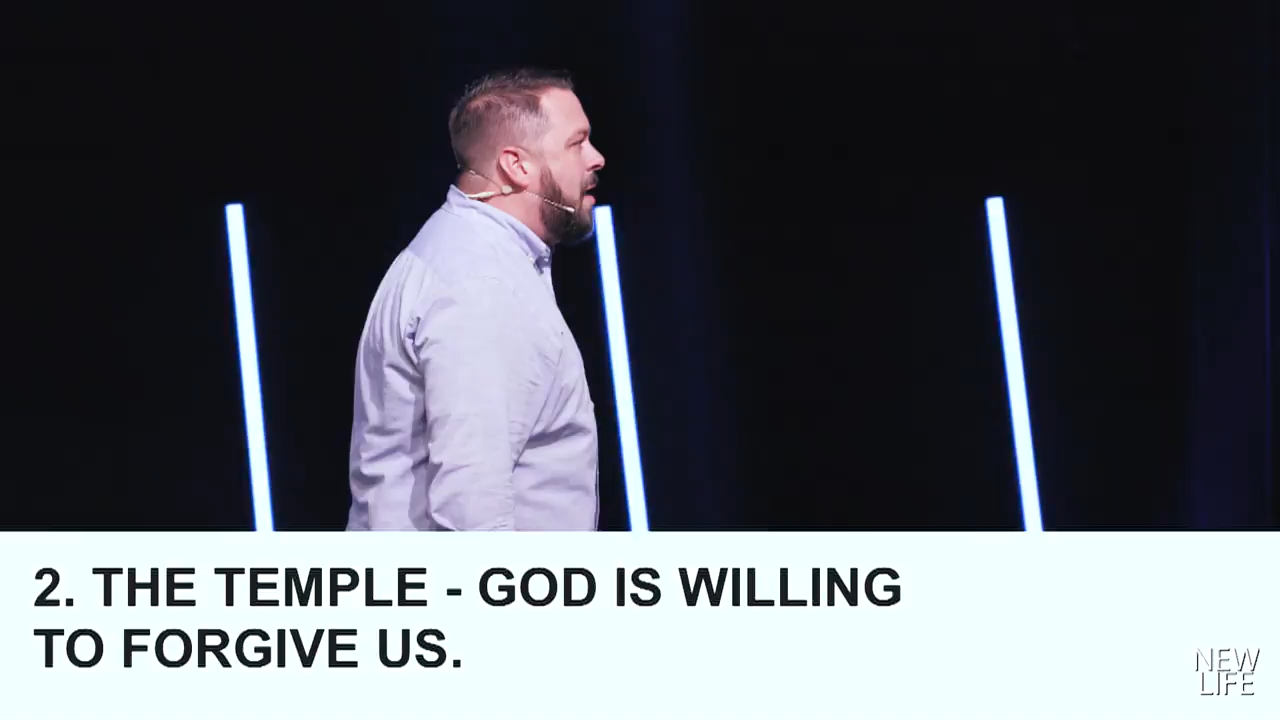 2. THE TEMPLE - GOD IS WILLING
TO FORGIVE US.
NEW
LIFE